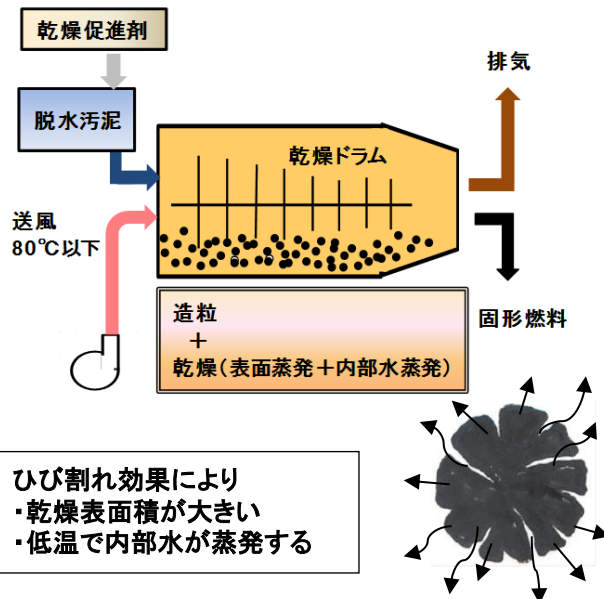 乾燥促進剤
脱水汚泥
送風
80℃以下
乾燥ドラム
排気
固形燃料
造粒
+
乾燥(表面蒸発+内部水蒸発)
ひび割れ効果により
・乾燥表面積が大きい
・低温で内部水が蒸発する